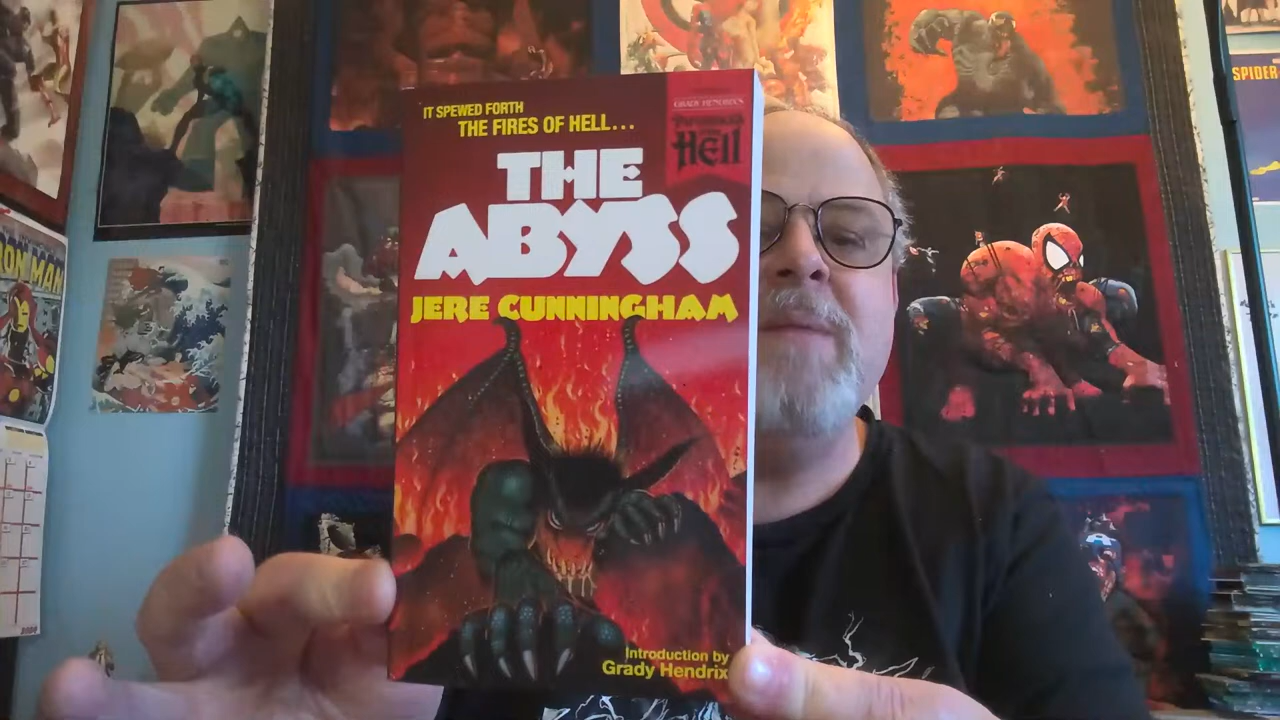 IT SPEWED FORTH
THE FIRES OF HELL...
GRADY HENDRIX'S
Paperbacks
from
Hell
THE
ABYSS
JERE CUNNINGHAM
Introduction by
Grady Hendrix
IRON MAN
SPIDER